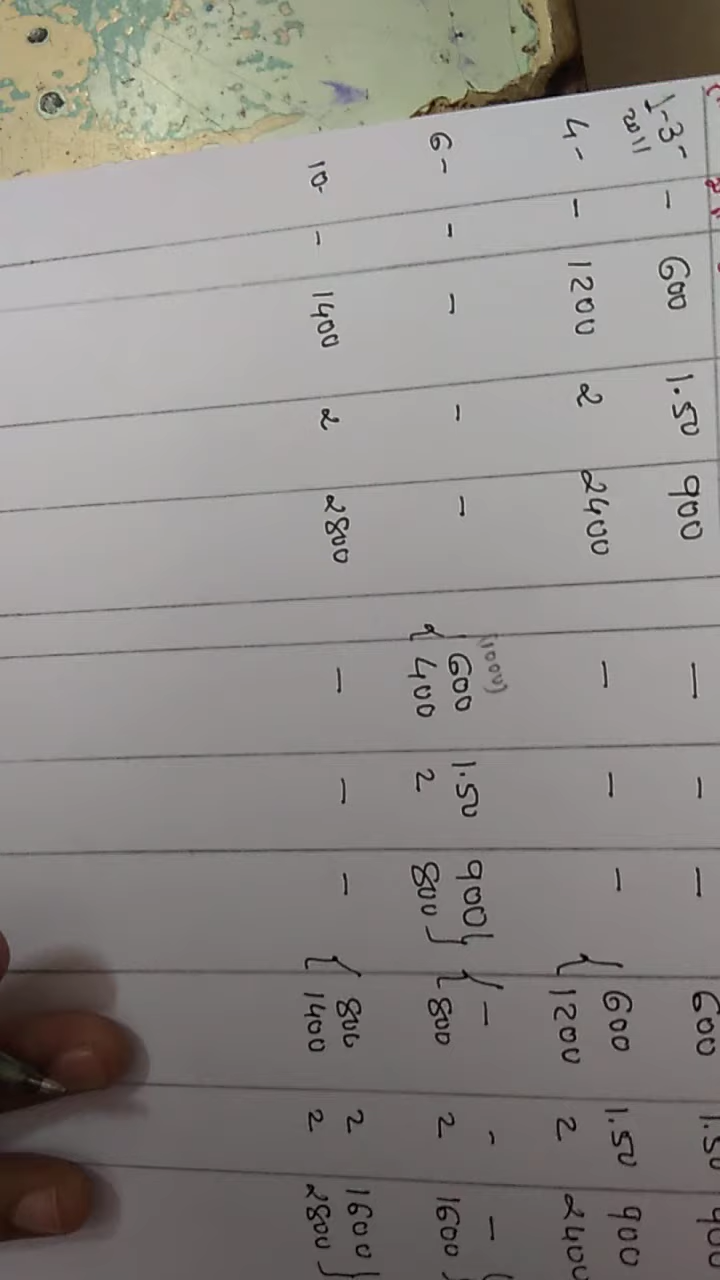 1-3-2011 - 600 1.50 900 - - - 600 1.50 900
4- - 1200 2 2400 - - - { 600 1.50 900
1200 2 2400
(1000)
6- - - - - { 600 1.50 900 } { - - -
400 2 800 } 800 2 1600 }
10- - 1400 2 2800 - - - { 800 2 1600
1400 2 2800 }